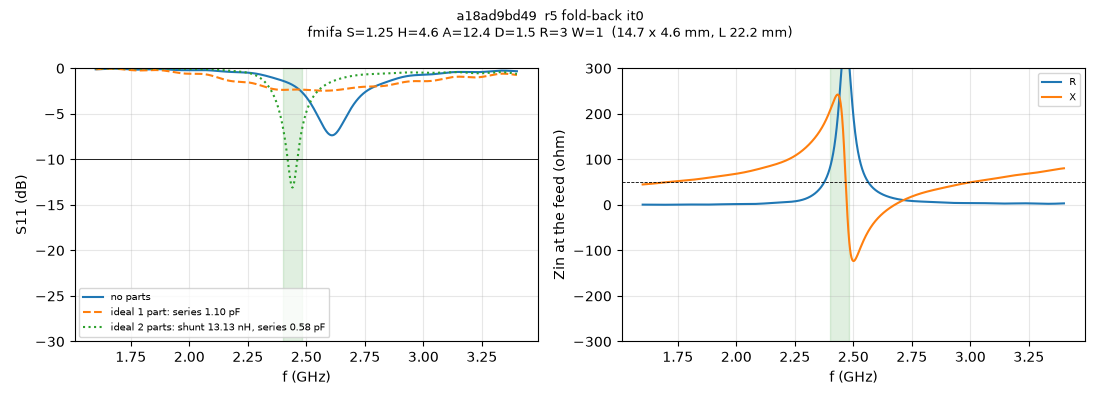 a18ad9bd49  r5 fold-back it0
fmifa S=1.25 H=4.6 A=12.4 D=1.5 R=3 W=1  (14.7 x 4.6 mm, L 22.2 mm)
0
−5
−10
−15
−20
−25
−30
S11 (dB)
no parts
ideal 1 part: series 1.10 pF
ideal 2 parts: shunt 13.13 nH, series 0.58 pF
1.75 2.00 2.25 2.50 2.75 3.00 3.25
f (GHz)
300
200
100
0
−100
−200
−300
Zin at the feed (ohm)
R
X
1.75 2.00 2.25 2.50 2.75 3.00 3.25
f (GHz)